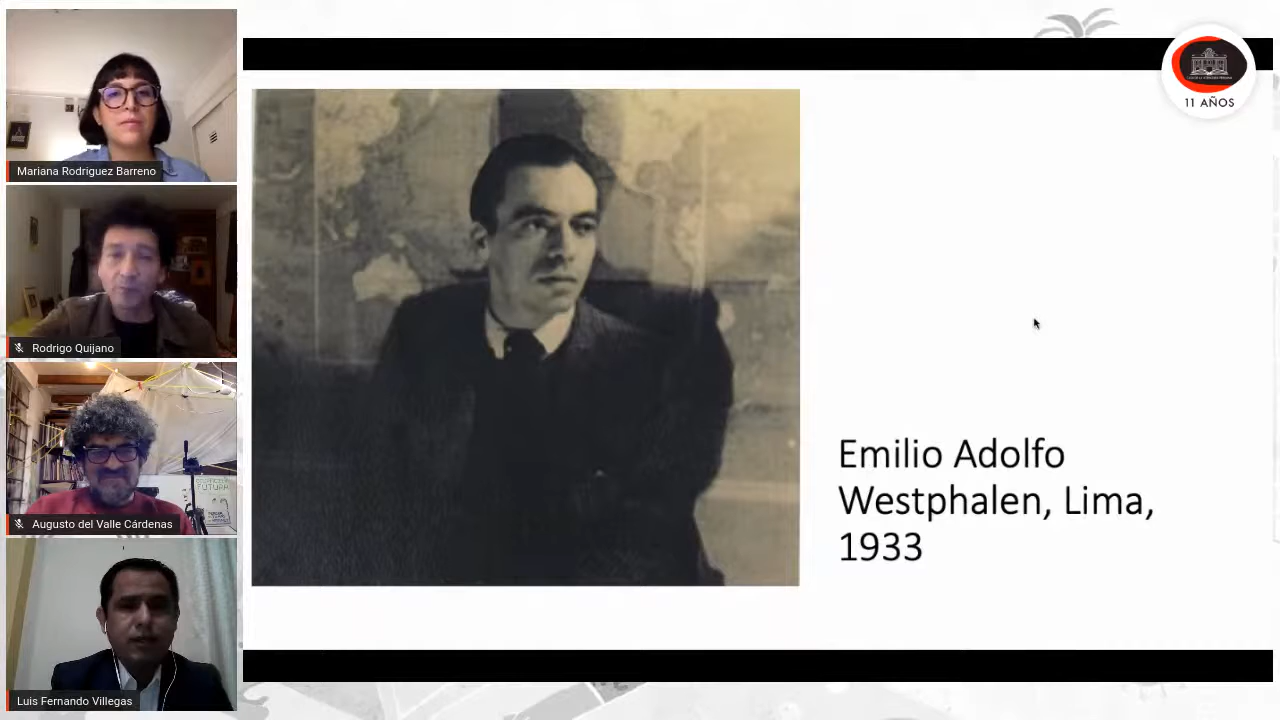 Mariana Rodriguez Barreno
Rodrigo Quijano
Augusto del Valle Cárdenas
Luis Fernando Villegas
11 AÑOS
Emilio Adolfo
Westphalen, Lima,
1933